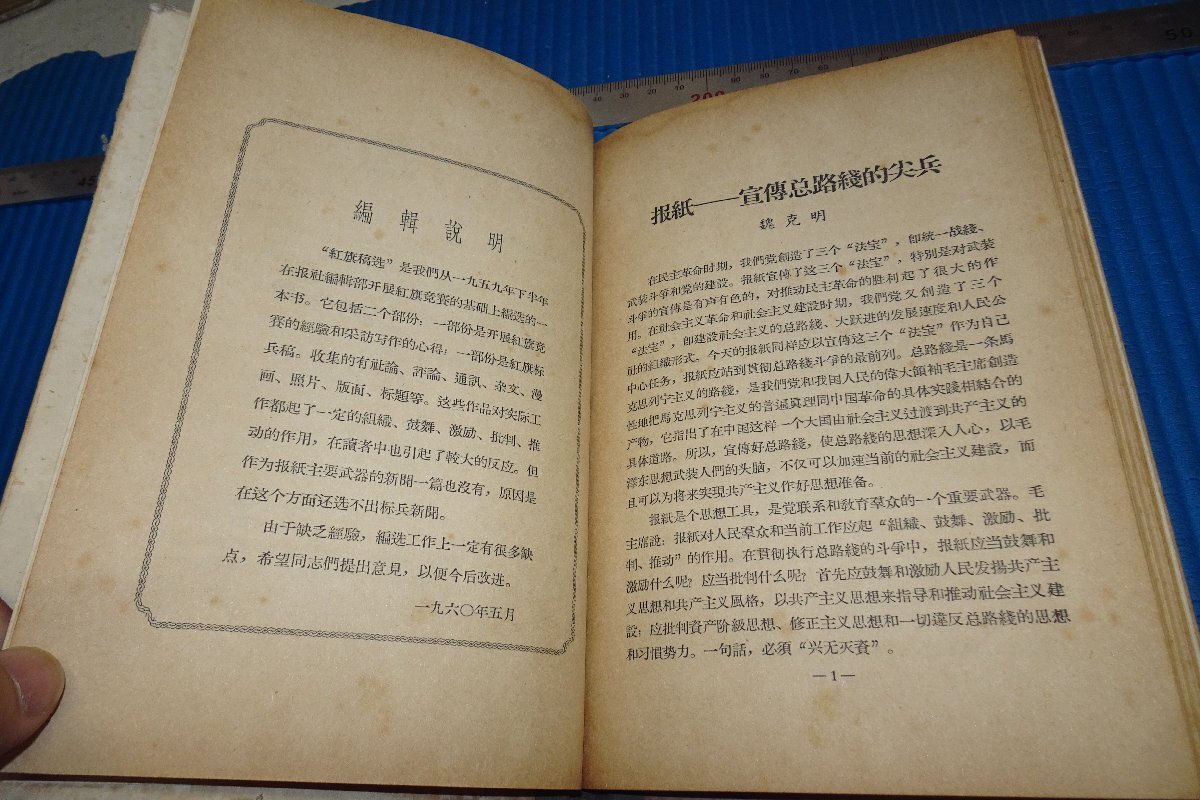 編輯說明
“紅旗稿选”是我們从一九五九年下半年
在报社編輯部开展紅旗竞赛的基础上編选的一
本书。它包括二个部份：一部份是开展紅旗竞
赛的經驗和采訪写作的心得；一部份是紅旗标
兵稿。收集的有社論、評論、通訊、杂文、漫
画、照片、版面、标題等。这些作品对实际工
作都起了一定的組織、鼓舞、激励、批判、推
动的作用，在讀者中也引起了較大的反应。但
作为报紙主要武器的新聞一篇也沒有，原因是
在这个方面还选不出标兵新聞。
由于缺乏經驗，編选工作上一定有很多缺
点，希望同志們提出意見，以便今后改进。
一九六〇年五月
报紙——宣傳总路綫的尖兵
魏克明
在民主革命时期，我們党創造了三个“法宝”，卽統一战綫、
武装斗爭和党的建設。报紙宣傳了这三个“法宝”，特别是对武装
斗爭的宣傳是有声有色的，对推动民主革命的胜利起了很大的作
用。在社会主义革命和社会主义建設时期，我們党又創造了三个
“法宝”，卽建設社会主义的总路綫、大跃进的发展速度和人民公
社的組織形式。今天的报紙同样应以宣傳这三个“法宝”作为自己
中心任务，报紙应站到貫彻总路綫斗爭的最前列。总路綫是一条馬
克思列宁主义的路綫，是我們党和我国人民的偉大領袖毛主席創造
性地把馬克思列宁主义的普遍眞理同中国革命的具体实践相結合的
产物，它指出了在中国这样一个大国由社会主义过渡到共产主义的
具体道路。所以，宣傳好总路綫，使总路綫的思想深入人心，以毛
澤东思想武装人們的头脑，不仅可以加速当前的社会主义建設，而
且可以为将来实現共产主义作好思想准备。
报紙是个思想工具，是党联系和敎育群众的一个重要武器。毛
主席說：报紙对人民群众和当前工作应起“組織、鼓舞、激励、批
判、推动”的作用。在貫彻执行总路綫的斗爭中，报紙应当鼓舞和
激励什么呢？应当批判什么呢？首先应鼓舞和激励人民发揚共产主
义思想和共产主义風格，以共产主义思想来指导和推动社会主义建
設；应批判資产阶級思想、修正主义思想和一切違反总路綫的思想
和习慣势力。一句話，必須“兴无灭資”。
—1—